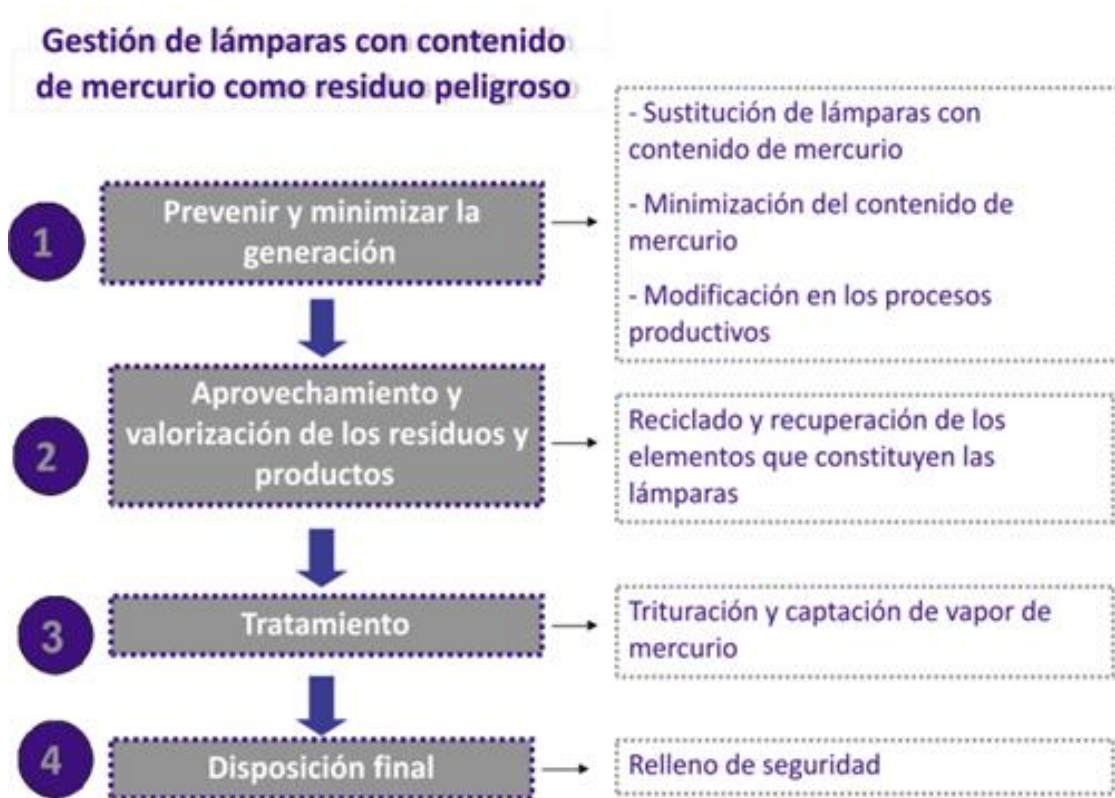 Gestión de lámparas con contenido
de mercurio como residuo peligroso
1
Prevenir y minimizar la
generación
- Sustitución de lámparas con
contenido de mercurio
- Minimización del contenido de
mercurio
- Modificación en los procesos
productivos
2
Aprovechamiento y
valorización de los residuos y
productos
Reciclado y recuperación de los
elementos que constituyen las
lámparas
3
Tratamiento
Trituración y captación de vapor de
mercurio
4
Disposición final
Relleno de seguridad